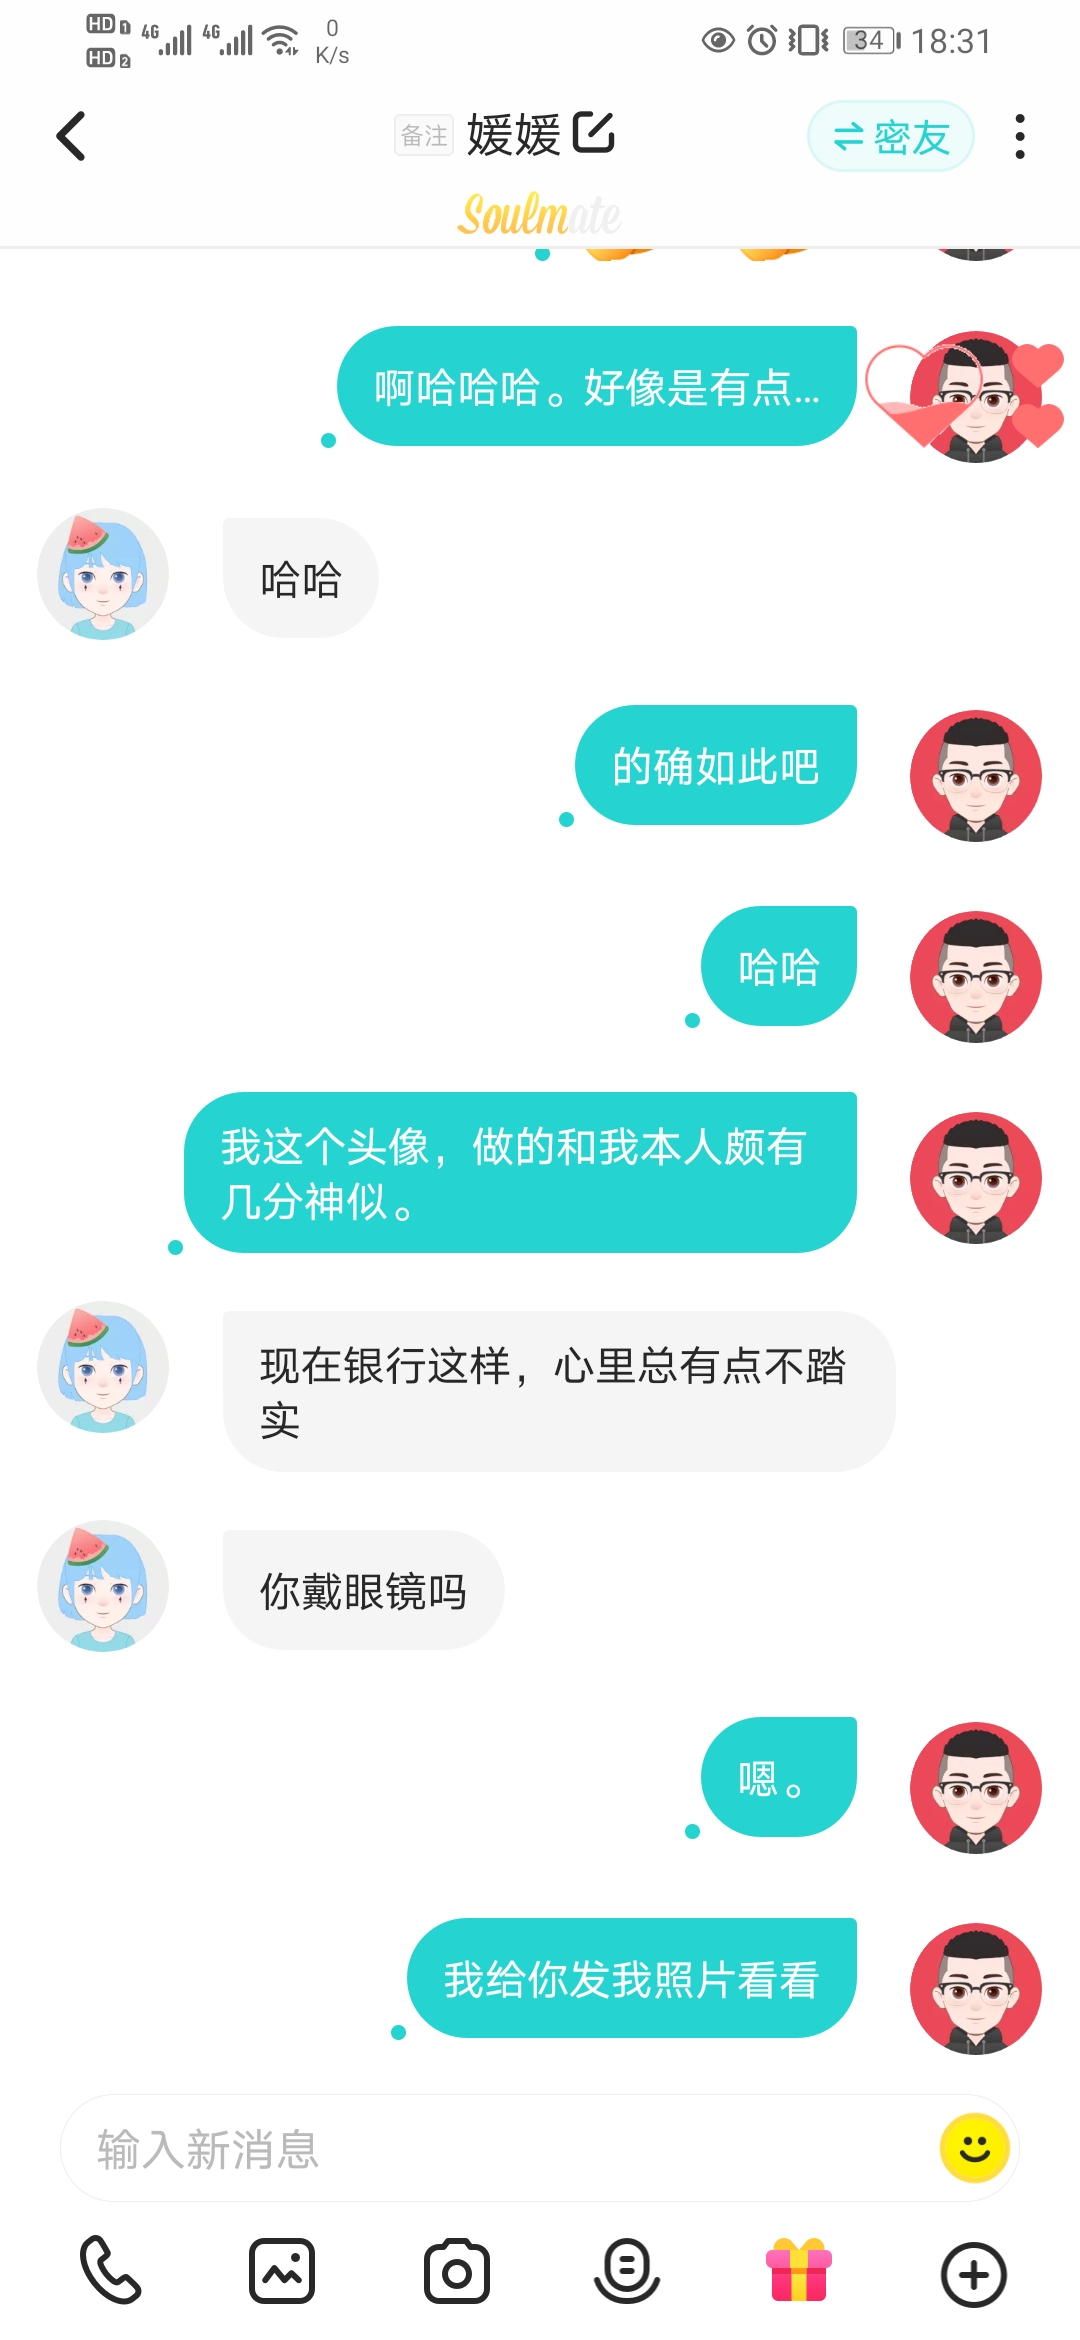 HD 1 4G 4G 0
HD 2 K/s
34 18:31
备注 媛媛 密友
Soulmate
啊哈哈哈。好像是有点...
哈哈
的确如此吧
哈哈
我这个头像，做的和我本人颇有
几分神似。
现在银行这样，心里总有点不踏
实
你戴眼镜吗
嗯。
我给你发我照片看看
输入新消息